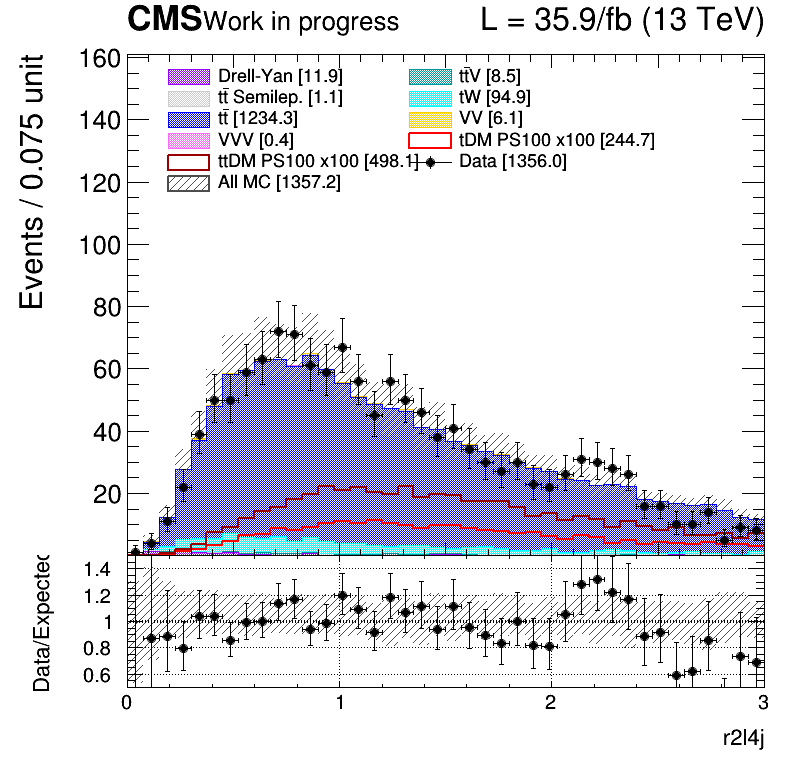 CMS Work in progress L = 35.9/fb (13 TeV)
Events / 0.075 unit
160
140
120
100
80
60
40
20
Drell-Yan [11.9] tt̄V [8.5]
tt̄ Semilep. [1.1] tW [94.9]
tt̄ [1234.3] VV [6.1]
VVV [0.4] tDM PS100 x100 [244.7]
ttDM PS100 x100 [498.1] Data [1356.0]
All MC [1357.2]
Data/Expected
1.4
1.2
1
0.8
0.6
0 1 2 3
r2l4j